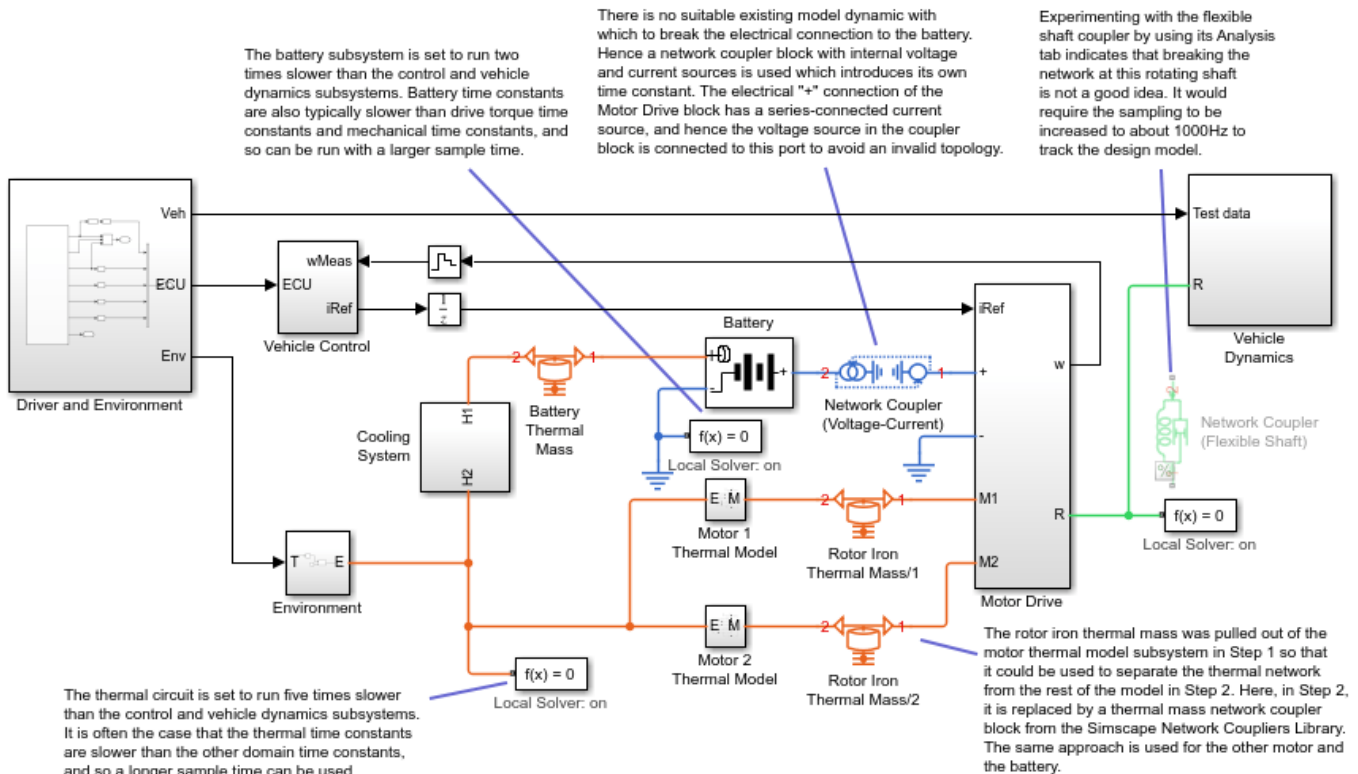 There is no suitable existing model dynamic with
which to break the electrical connection to the battery.
Hence a network coupler block with internal voltage
and current sources is used which introduces its own
time constant. The electrical "+" connection of the
Motor Drive block has a series-connected current
source, and hence the voltage source in the coupler
block is connected to this port to avoid an invalid topology.
Experimenting with the flexible
shaft coupler by using its Analysis
tab indicates that breaking the
network at this rotating shaft
is not a good idea. It would
require the sampling to be
increased to about 1000Hz to
track the design model.
The battery subsystem is set to run two
times slower than the control and vehicle
dynamics subsystems. Battery time constants
are also typically slower than drive torque time
constants and mechanical time constants, and
so can be run with a larger sample time.
Veh
ECU
Env
Driver and Environment
wMeas
ECU
iRef
Vehicle Control
1
z
Test data
R
Vehicle
Dynamics
iRef
w
+
-
M1
R
M2
Motor Drive
Battery
+
-
2
1
Battery
Thermal
Mass
2
1
Network Coupler
(Voltage-Current)
2
%
1
Network Coupler
(Flexible Shaft)
Cooling
System
H1
H2
f(x) = 0
Local Solver: on
E M
Motor 1
Thermal Model
2
1
Rotor Iron
Thermal Mass/1
f(x) = 0
Local Solver: on
T
E
Environment
E M
Motor 2
Thermal Model
2
1
Rotor Iron
Thermal Mass/2
f(x) = 0
Local Solver: on
The rotor iron thermal mass was pulled out of the
motor thermal model subsystem in Step 1 so that
it could be used to separate the thermal network
from the rest of the model in Step 2. Here, in Step 2,
it is replaced by a thermal mass network coupler
block from the Simscape Network Coupliers Library.
The same approach is used for the other motor and
the battery.
The thermal circuit is set to run five times slower
than the control and vehicle dynamics subsystems.
It is often the case that the thermal time constants
are slower than the other domain time constants,
and so a longer sample time can be used